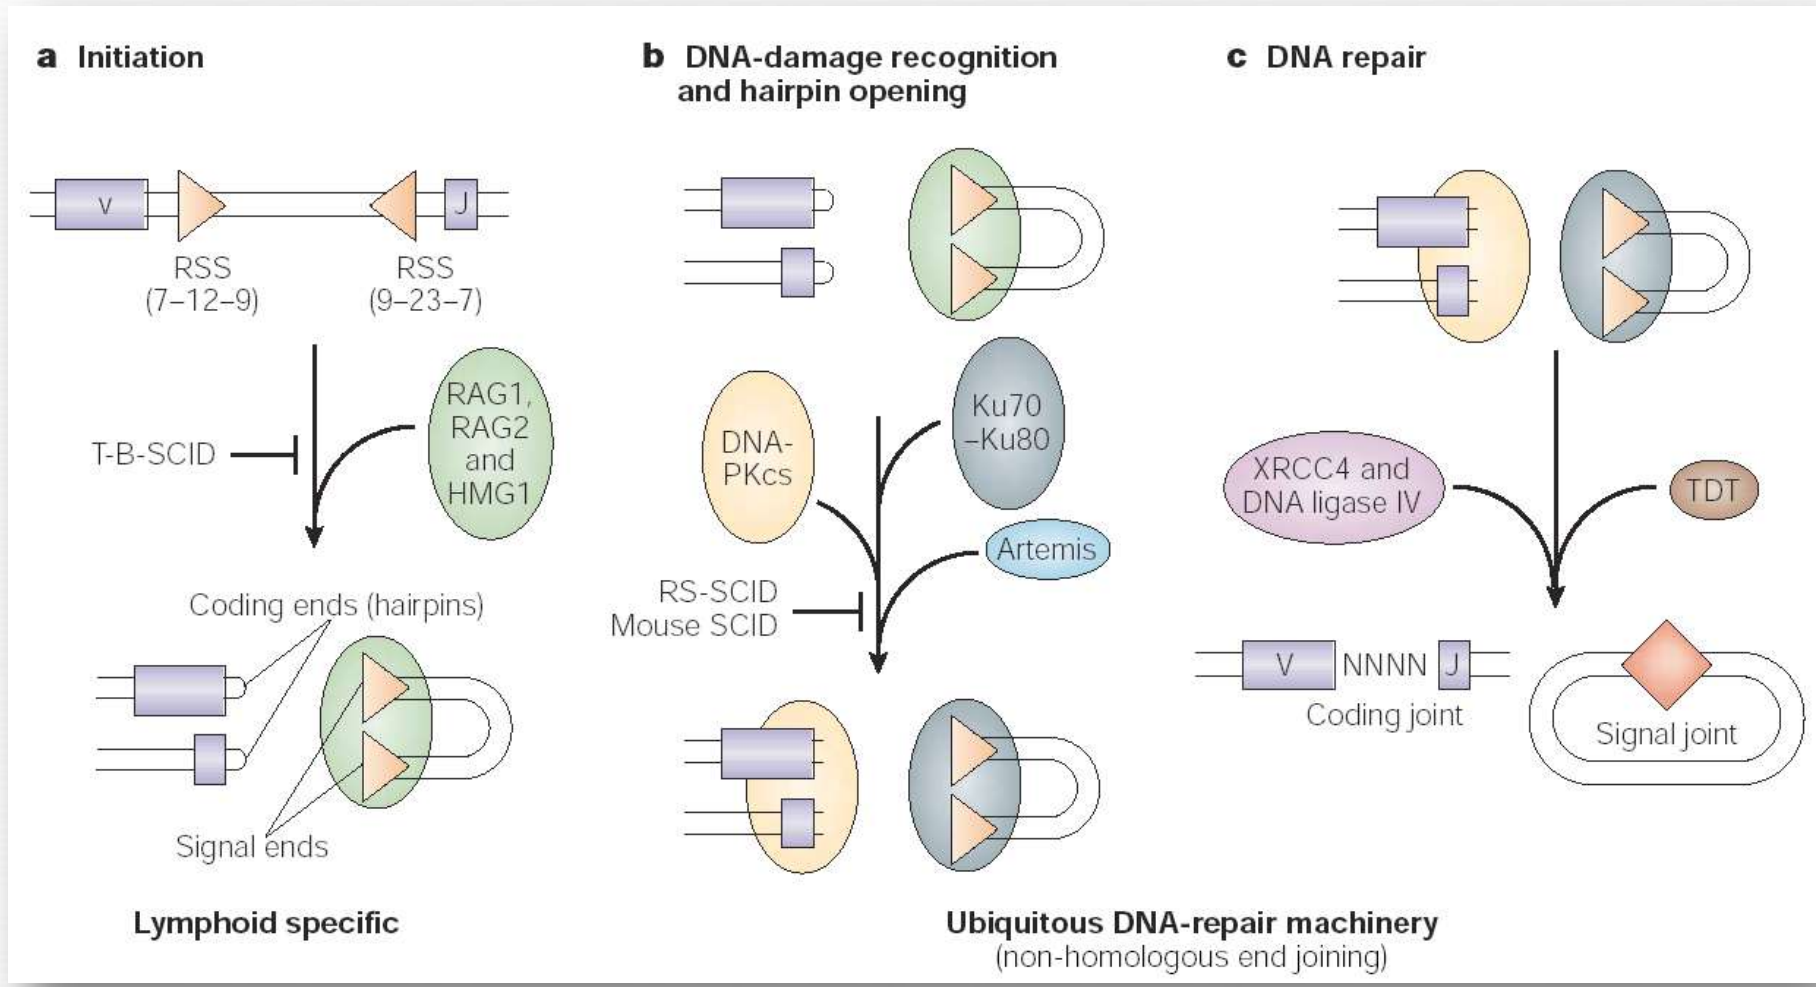 a Initiation
V
J
RSS
(7–12–9)
RSS
(9–23–7)
T-B-SCID
RAG1,
RAG2
and
HMG1
Coding ends (hairpins)
Signal ends
Lymphoid specific
b DNA-damage recognition
and hairpin opening
DNA-
PKcs
Ku70
–Ku80
Artemis
RS-SCID
Mouse SCID
c DNA repair
XRCC4 and
DNA ligase IV
TDT
V NNNN J
Coding joint
Signal joint
Ubiquitous DNA-repair machinery
(non-homologous end joining)